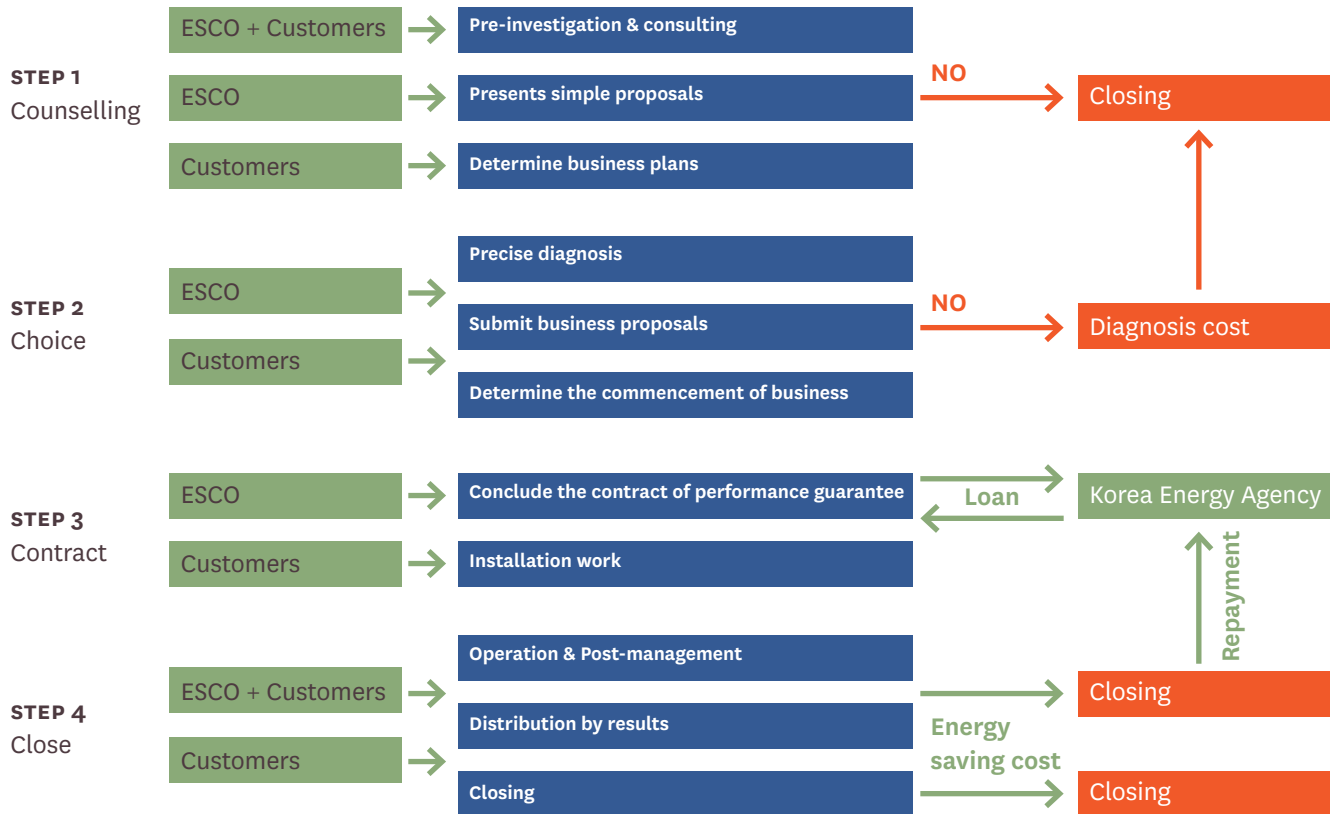 STEP 1
Counselling
ESCO + Customers
Pre-investigation & consulting
ESCO
Presents simple proposals
NO
Closing
Customers
Determine business plans
STEP 2
Choice
ESCO
Customers
Precise diagnosis
Submit business proposals
NO
Diagnosis cost
Determine the commencement of business
STEP 3
Contract
ESCO
Conclude the contract of performance guarantee
Loan
Korea Energy Agency
Customers
Installation work
Repayment
STEP 4
Close
ESCO + Customers
Customers
Operation & Post-management
Distribution by results
Closing
Energy
saving cost
Closing
Closing